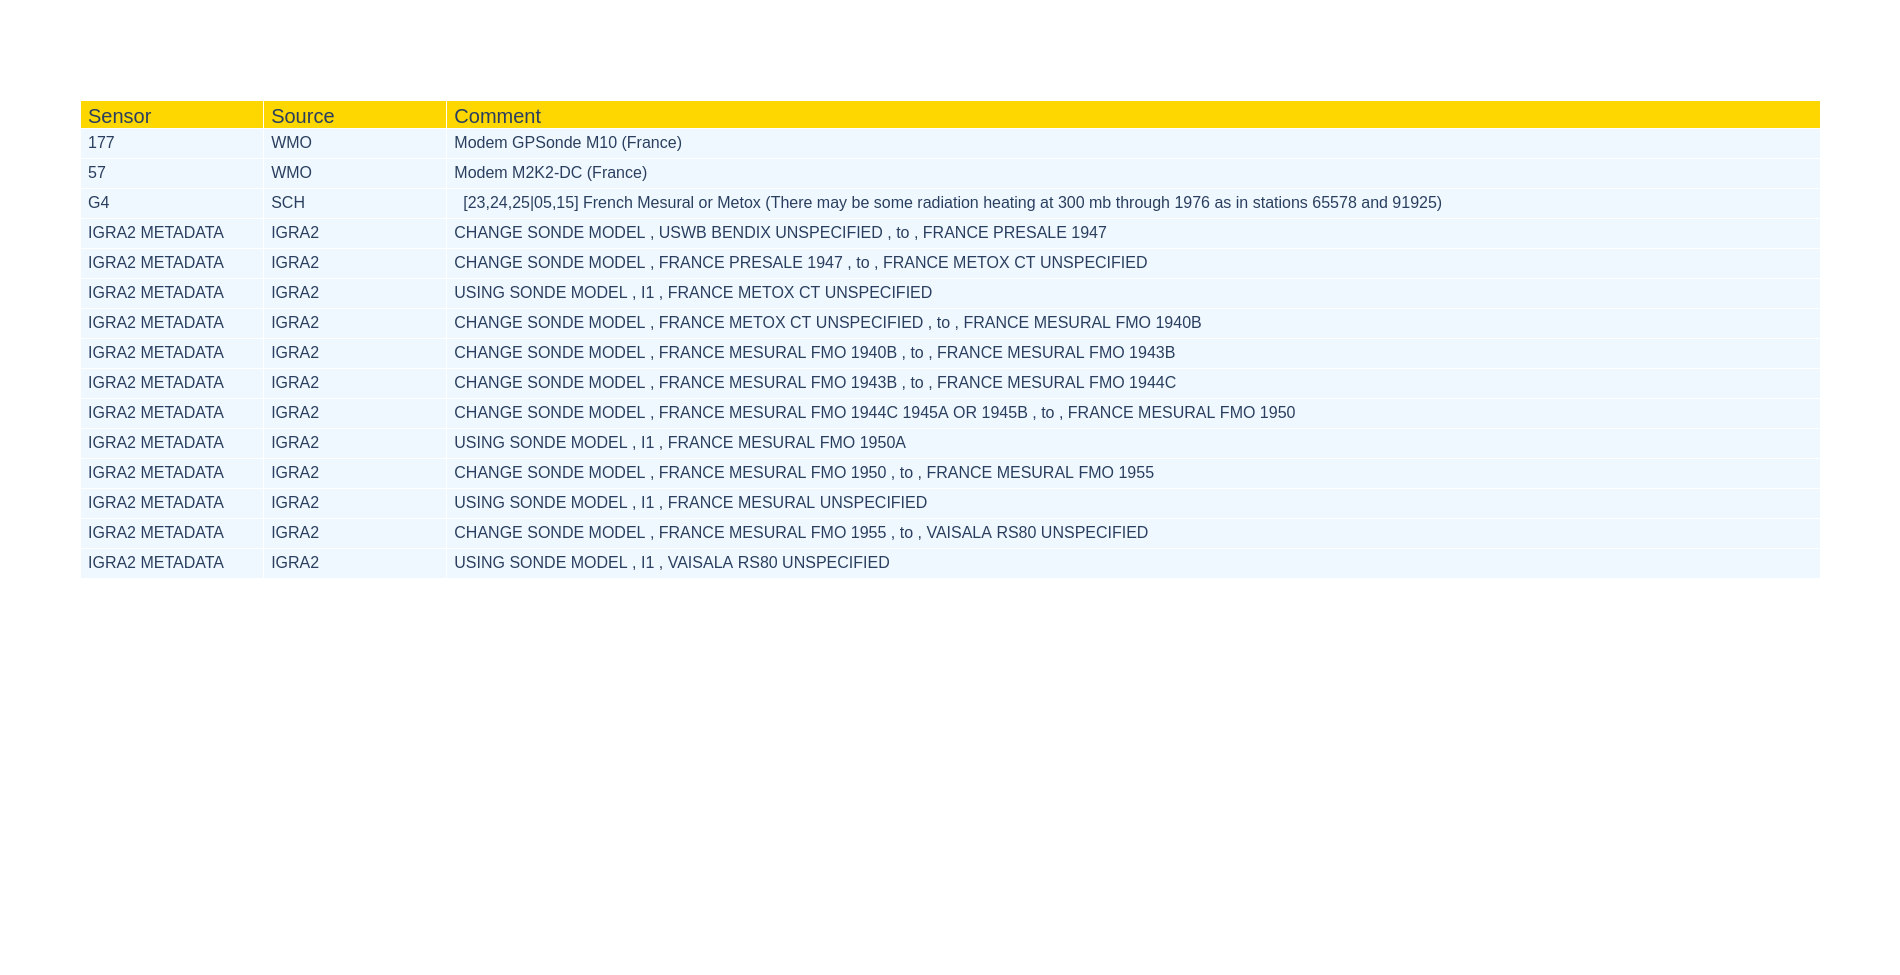 Sensor Source Comment
177 WMO Modem GPSonde M10 (France)
57 WMO Modem M2K2-DC (France)
G4 SCH [23,24,25|05,15] French Mesural or Metox (There may be some radiation heating at 300 mb through 1976 as in stations 65578 and 91925)
IGRA2 METADATA IGRA2 CHANGE SONDE MODEL , USWB BENDIX UNSPECIFIED , to , FRANCE PRESALE 1947
IGRA2 METADATA IGRA2 CHANGE SONDE MODEL , FRANCE PRESALE 1947 , to , FRANCE METOX CT UNSPECIFIED
IGRA2 METADATA IGRA2 USING SONDE MODEL , I1 , FRANCE METOX CT UNSPECIFIED
IGRA2 METADATA IGRA2 CHANGE SONDE MODEL , FRANCE METOX CT UNSPECIFIED , to , FRANCE MESURAL FMO 1940B
IGRA2 METADATA IGRA2 CHANGE SONDE MODEL , FRANCE MESURAL FMO 1940B , to , FRANCE MESURAL FMO 1943B
IGRA2 METADATA IGRA2 CHANGE SONDE MODEL , FRANCE MESURAL FMO 1943B , to , FRANCE MESURAL FMO 1944C
IGRA2 METADATA IGRA2 CHANGE SONDE MODEL , FRANCE MESURAL FMO 1944C 1945A OR 1945B , to , FRANCE MESURAL FMO 1950
IGRA2 METADATA IGRA2 USING SONDE MODEL , I1 , FRANCE MESURAL FMO 1950A
IGRA2 METADATA IGRA2 CHANGE SONDE MODEL , FRANCE MESURAL FMO 1950 , to , FRANCE MESURAL FMO 1955
IGRA2 METADATA IGRA2 USING SONDE MODEL , I1 , FRANCE MESURAL UNSPECIFIED
IGRA2 METADATA IGRA2 CHANGE SONDE MODEL , FRANCE MESURAL FMO 1955 , to , VAISALA RS80 UNSPECIFIED
IGRA2 METADATA IGRA2 USING SONDE MODEL , I1 , VAISALA RS80 UNSPECIFIED